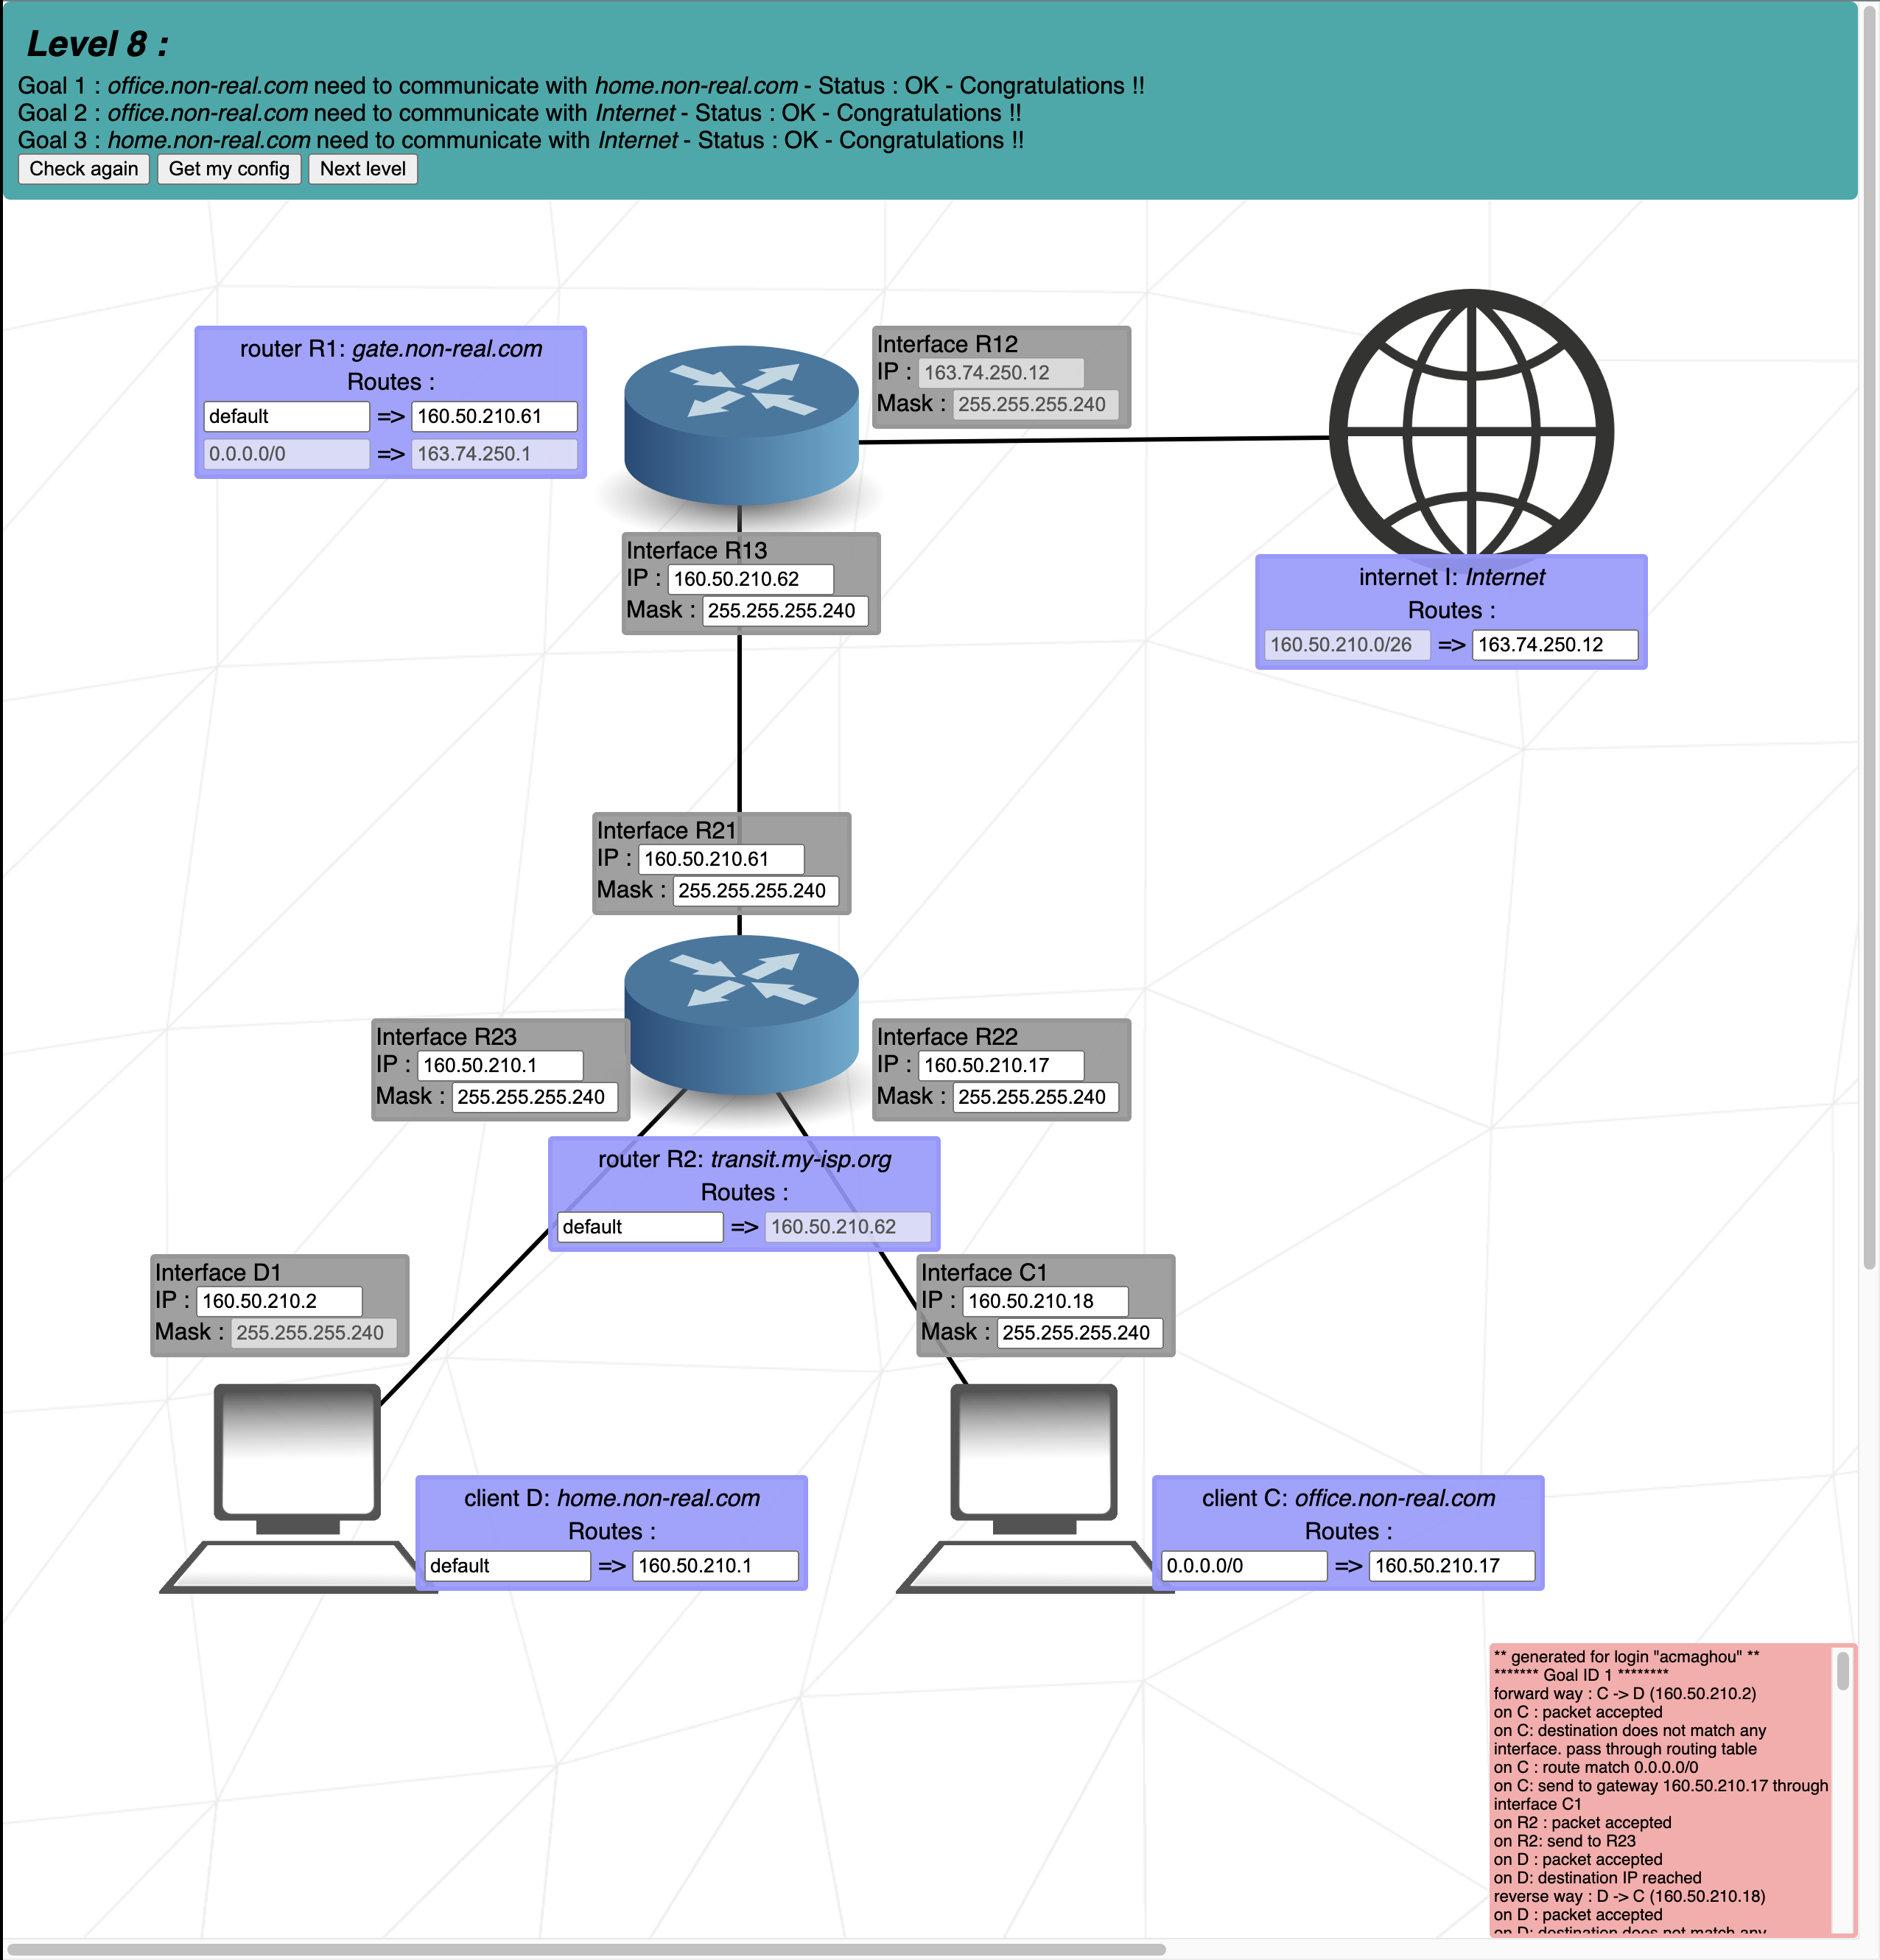 Level 8 :
Goal 1 : office.non-real.com need to communicate with home.non-real.com - Status : OK - Congratulations !!
Goal 2 : office.non-real.com need to communicate with Internet - Status : OK - Congratulations !!
Goal 3 : home.non-real.com need to communicate with Internet - Status : OK - Congratulations !!
Check again Get my config Next level
router R1: gate.non-real.com
Routes :
default => 160.50.210.61
0.0.0.0/0 => 163.74.250.1
Interface R12
IP : 163.74.250.12
Mask : 255.255.255.240
Interface R13
IP : 160.50.210.62
Mask : 255.255.255.240
internet I: Internet
Routes :
160.50.210.0/26 => 163.74.250.12
Interface R21
IP : 160.50.210.61
Mask : 255.255.255.240
Interface R23
IP : 160.50.210.1
Mask : 255.255.255.240
Interface R22
IP : 160.50.210.17
Mask : 255.255.255.240
router R2: transit.my-isp.org
Routes :
default => 160.50.210.62
Interface D1
IP : 160.50.210.2
Mask : 255.255.255.240
Interface C1
IP : 160.50.210.18
Mask : 255.255.255.240
client D: home.non-real.com
Routes :
default => 160.50.210.1
client C: office.non-real.com
Routes :
0.0.0.0/0 => 160.50.210.17
** generated for login "acmaghou" **
******* Goal ID 1 ********
forward way : C -> D (160.50.210.2)
on C : packet accepted
on C: destination does not match any
interface. pass through routing table
on C : route match 0.0.0.0/0
on C: send to gateway 160.50.210.17 through
interface C1
on R2 : packet accepted
on R2: send to R23
on D : packet accepted
on D: destination IP reached
reverse way : D -> C (160.50.210.18)
on D : packet accepted
on D: destination does not match any